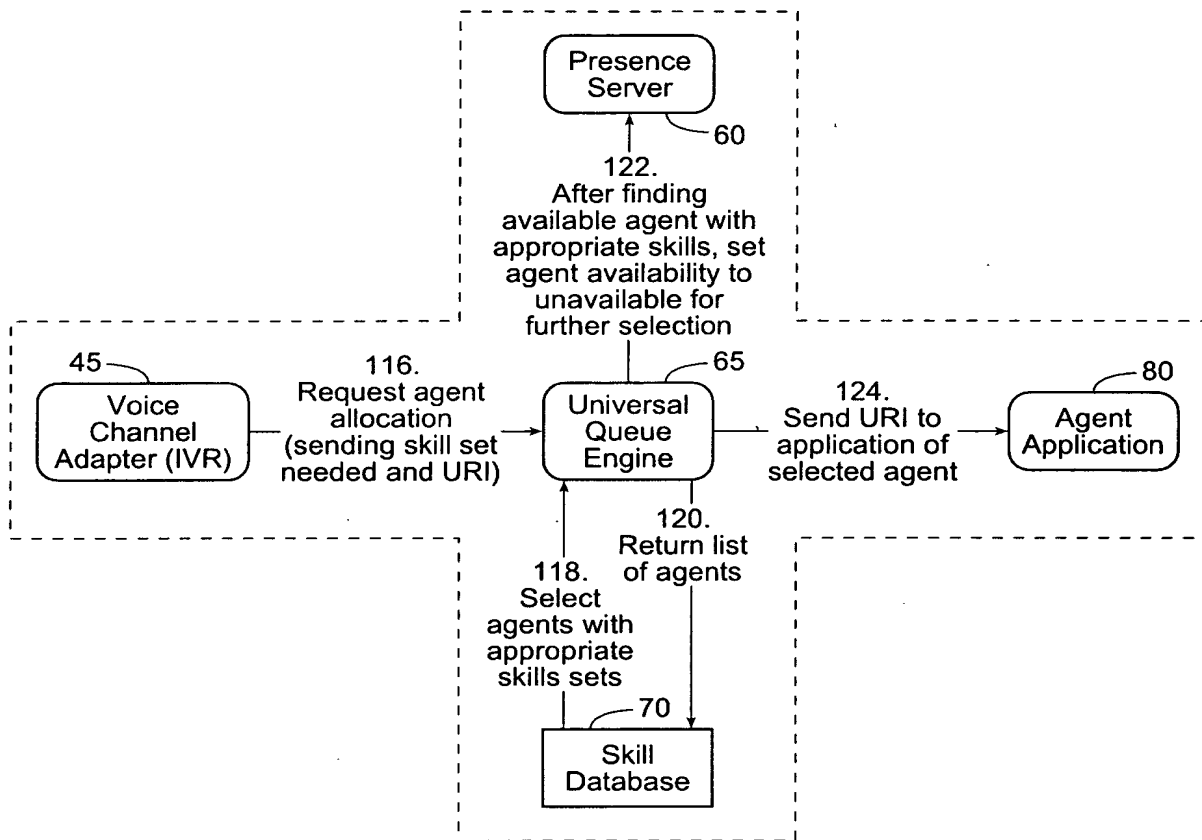 Presence
Server
60
122.
After finding
available agent with
appropriate skills, set
agent availability to
unavailable for
further selection
45
Voice
Channel
Adapter (IVR)
116.
Request agent
allocation
(sending skill set
needed and URI)
65
Universal
Queue
Engine
124.
Send URI to
application of
selected agent
80
Agent
Application
118.
Select
agents with
appropriate
skills sets
120.
Return list
of agents
70
Skill
Database